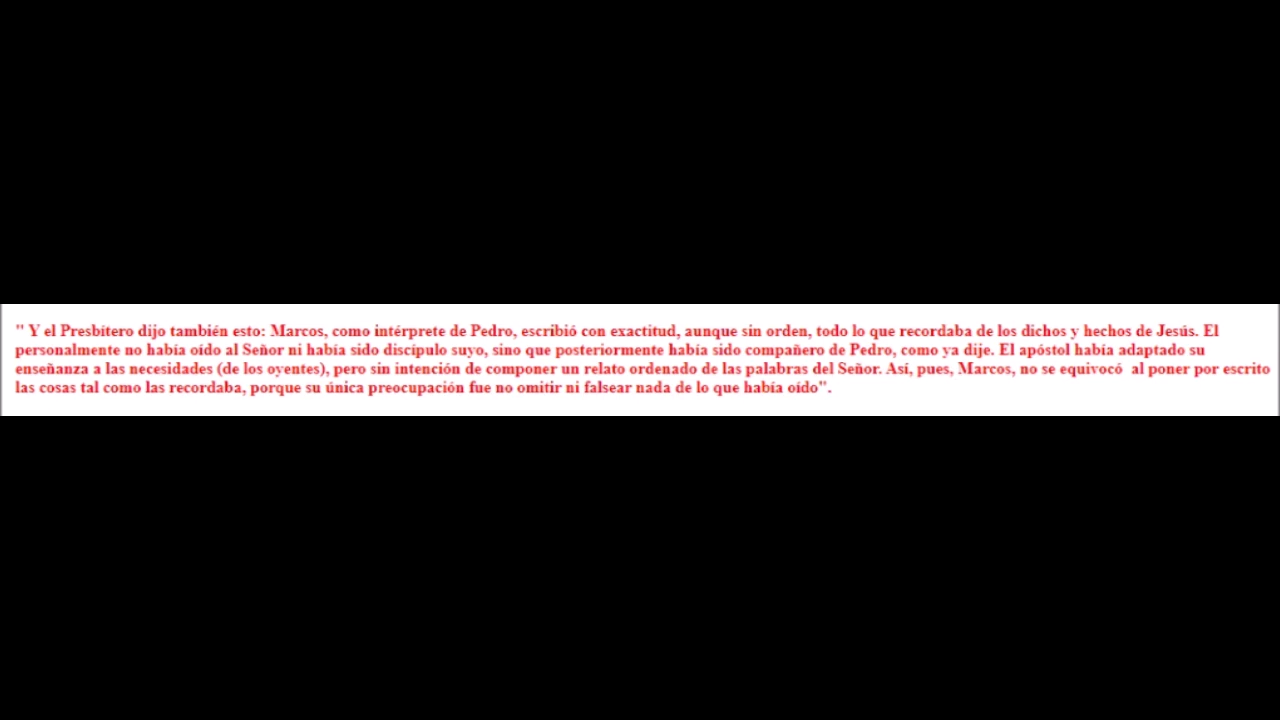 " Y el Presbítero dijo también esto: Marcos, como intérprete de Pedro, escribió con exactitud, aunque sin orden, todo lo que recordaba de los dichos y hechos de Jesús. El
personalmente no había oído al Señor ni había sido discípulo suyo, sino que posteriormente había sido compañero de Pedro, como ya dije. El apóstol había adaptado su
enseñanza a las necesidades (de los oyentes), pero sin intención de componer un relato ordenado de las palabras del Señor. Así, pues, Marcos, no se equivocó  al poner por escrito
las cosas tal como las recordaba, porque su única preocupación fue no omitir ni falsear nada de lo que había oído".